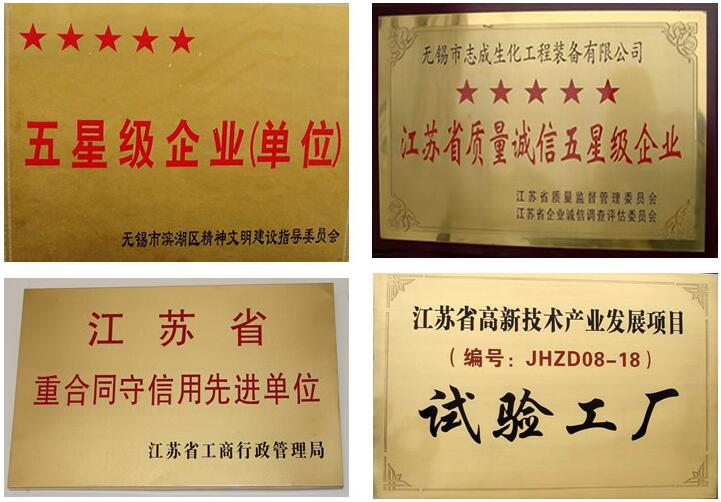 ★★★★★
五星级企业(单位)
无锡市滨湖区精神文明建设指导委员会
无锡市志成生化工程装备有限公司
★★★★★
江苏省质量诚信五星级企业
江苏省质量监督管理委员会
江苏省企业诚信调查评估委员会
江苏省
重合同守信用先进单位
江苏省工商行政管理局
江苏省高新技术产业发展项目
(编号：JHZD08-18)
试验工厂